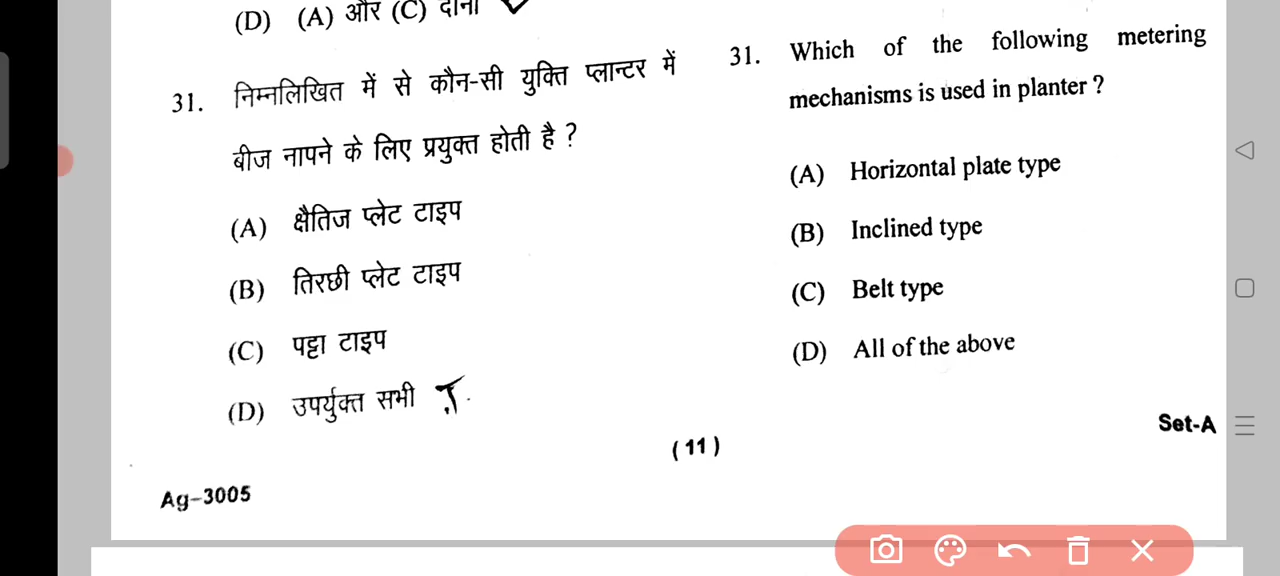 (D) (A) और (C) दोनों
31. निम्नलिखित में से कौन-सी युक्ति प्लान्टर में
बीज नापने के लिए प्रयुक्त होती है ?
(A) क्षैतिज प्लेट टाइप
(B) तिरछी प्लेट टाइप
(C) पट्टा टाइप
(D) उपर्युक्त सभी
31. Which of the following metering
mechanisms is used in planter ?
(A) Horizontal plate type
(B) Inclined type
(C) Belt type
(D) All of the above
Set-A
( 11 )
Ag–3005